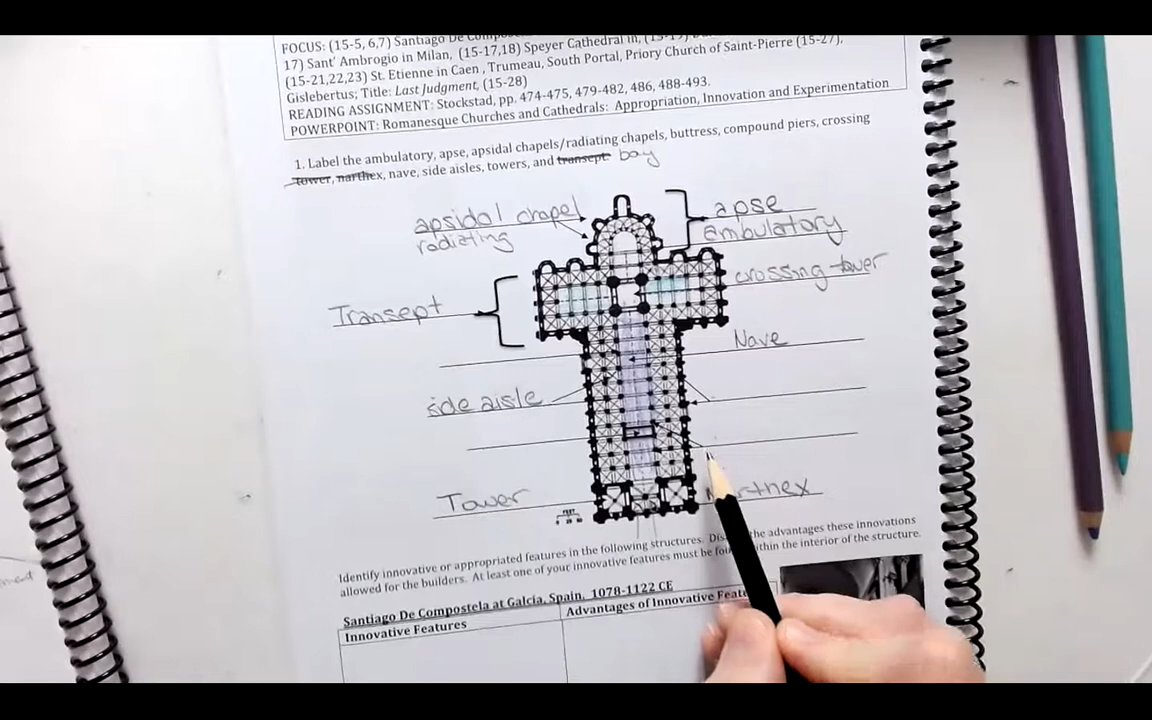 FOCUS: (15-5, 6,7) Santiago De
17) Sant' Ambrogio in Milan, (15-17,18) Speyer Cathedral in,
(15-21,22,23) St. Etienne in Caen , Trumeau, South Portal, Priory Church of Saint-Pierre (15-27),
Gislebertus; Title: Last Judgment, (15-28)
READING ASSIGNMENT: Stockstad, pp. 474-475, 479-482, 486, 488-493.
POWERPOINT: Romanesque Churches and Cathedrals: Appropriation, Innovation and Experimentation
1. Label the ambulatory, apse, apsidal chapels/radiating chapels, buttress, compound piers, crossing
tower, narthex, nave, side aisles, towers, and transept bay
apsidal chapel
radiating
apse
ambulatory
crossing tower
Transept
Nave
side aisle
Tower
FEET
Identify innovative or appropriated features in the following structures. the advantages these innovations
allowed for the builders. At least one of your innovative features must be within the interior of the structure.
Santiago De Compostela at Galcia, Spain, 1078-1122 CE
Innovative Features
Advantages of Innovative